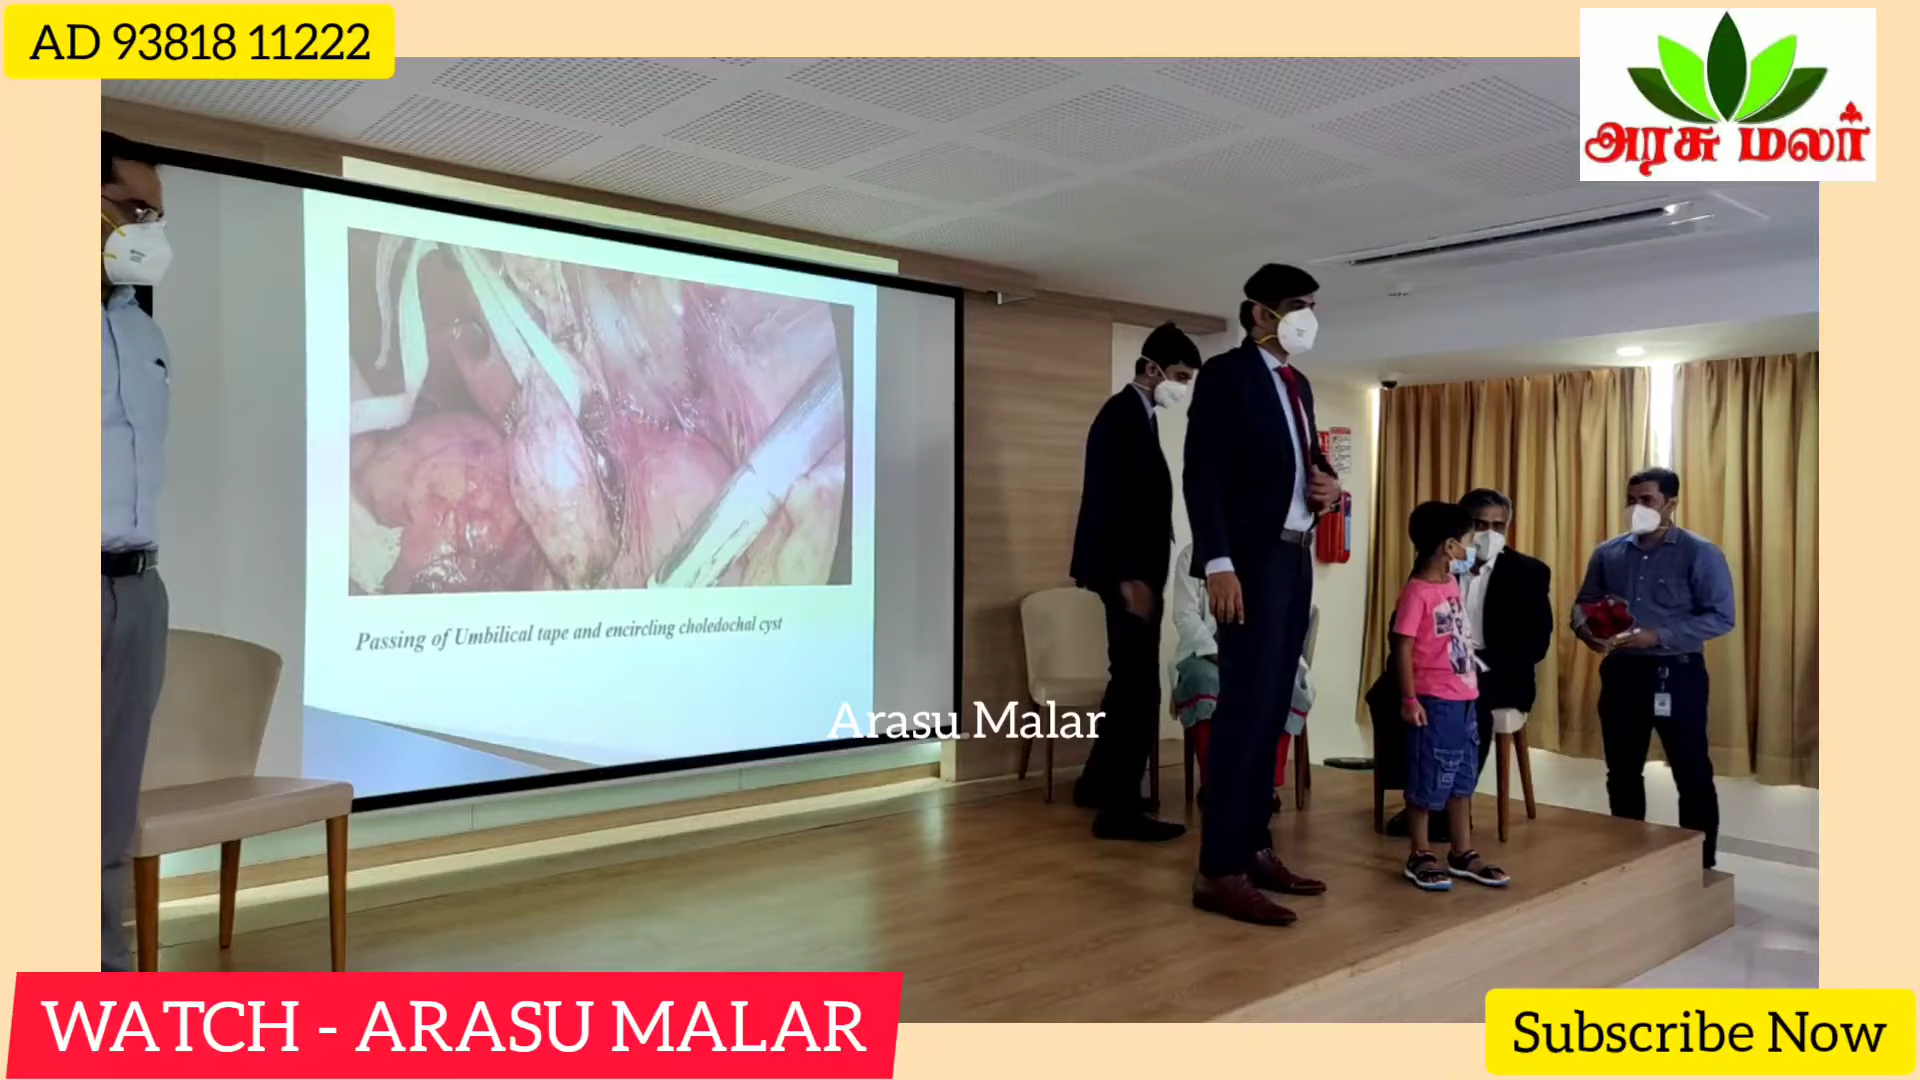 AD 93818 11222
அரசு மலர்
Passing of Umbilical tape and encircling choledochal cyst
Arasu Malar
WATCH - ARASU MALAR
Subscribe Now